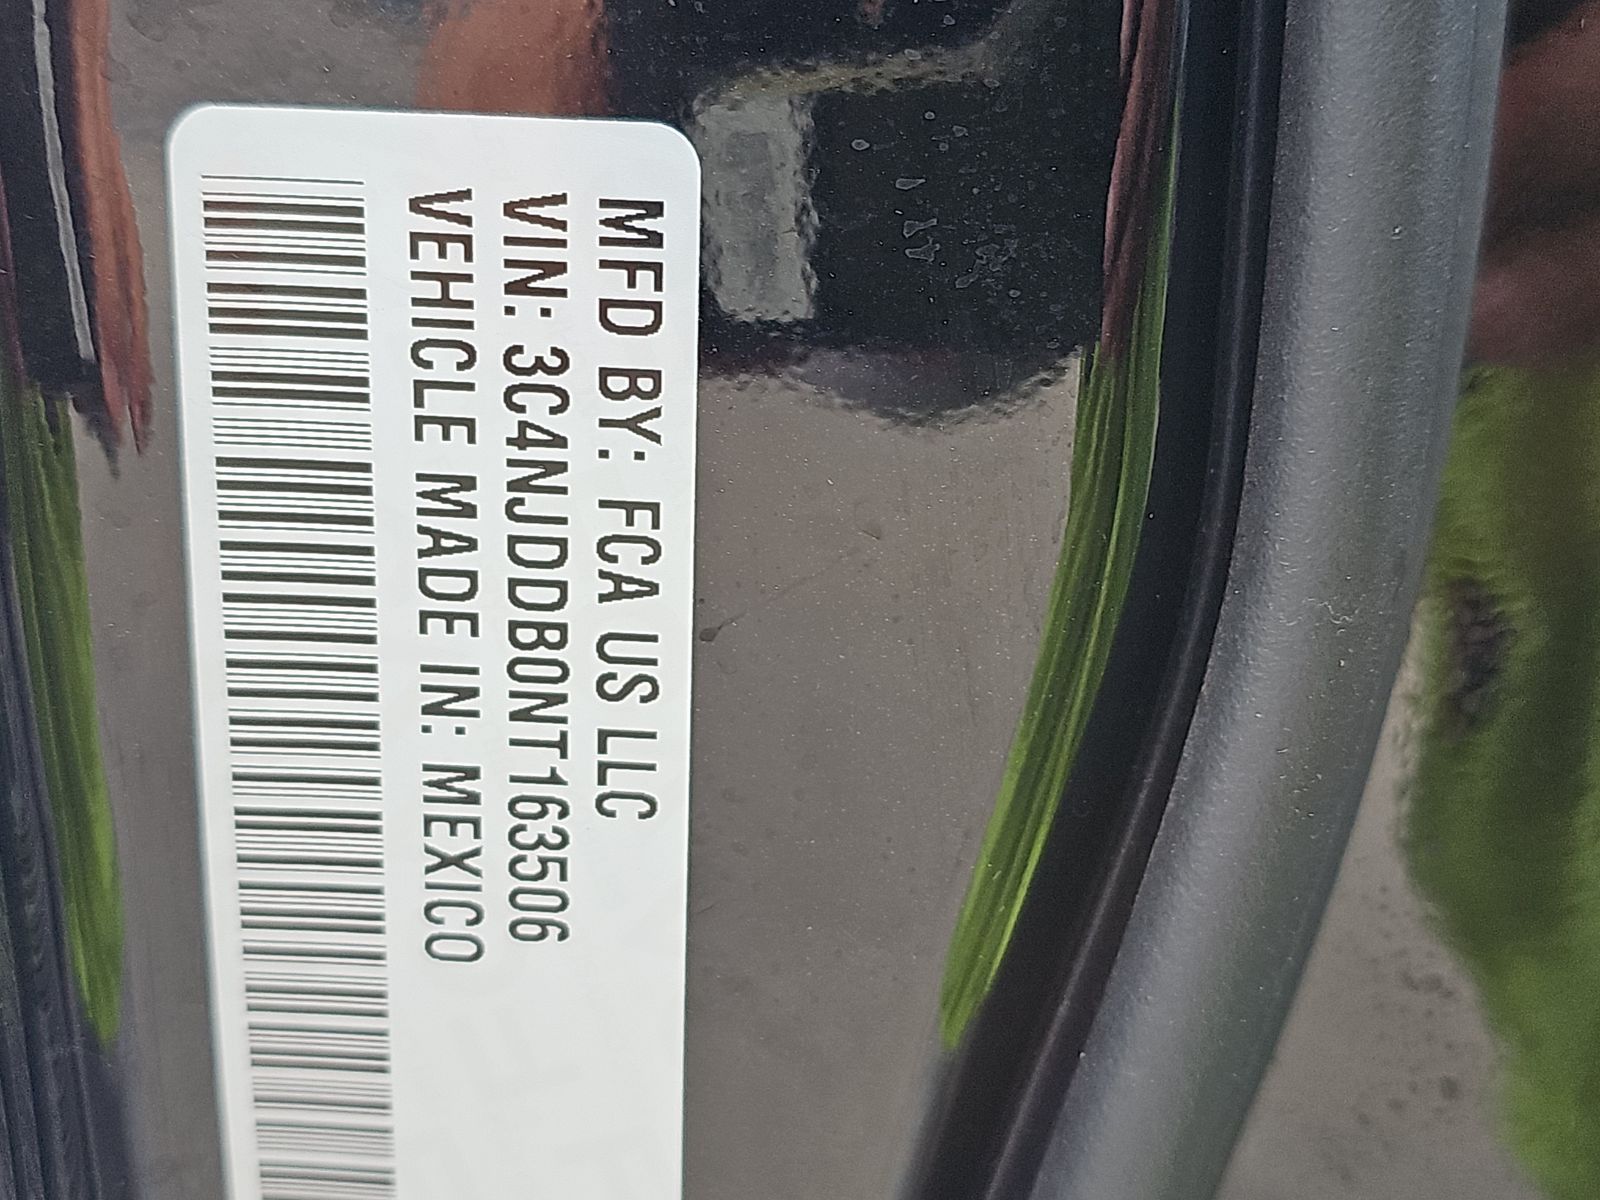 MFD BY: FCA US LLC
VIN: 3C4NJDDB0NT163506
VEHICLE MADE IN: MEXICO